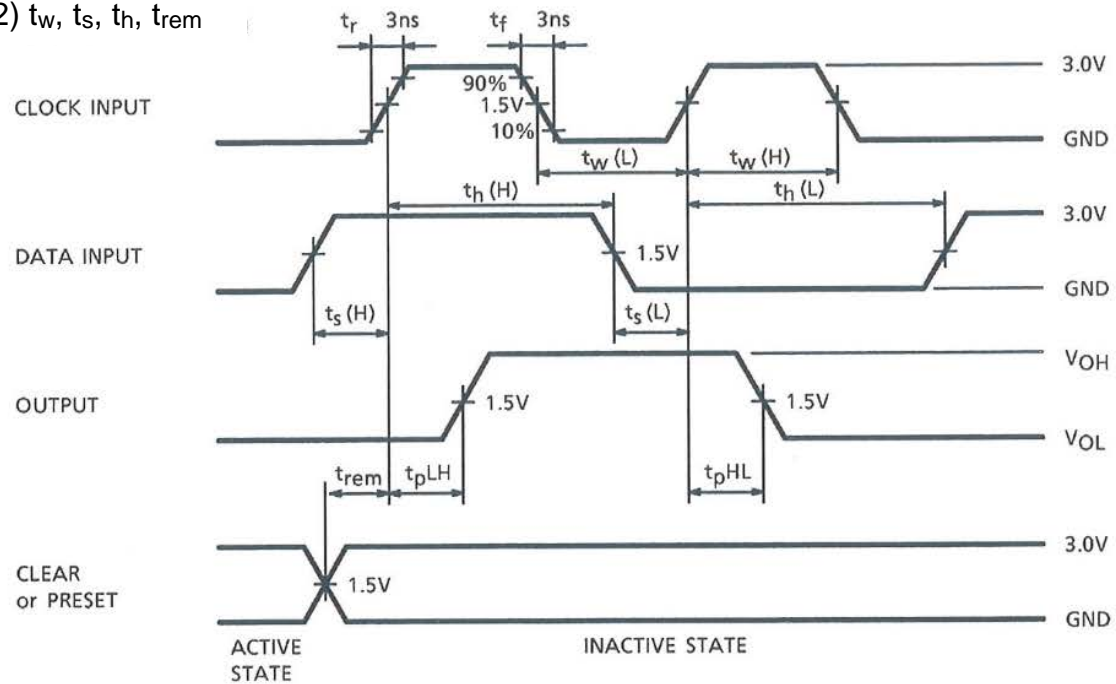 2) tw, ts, th, trem
tr 3ns tf 3ns
CLOCK INPUT
90%
1.5V
10%
3.0V
GND
tw (L) tw (H)
th (H) th (L)
DATA INPUT
1.5V
3.0V
GND
ts (H) ts (L)
OUTPUT
1.5V 1.5V
VOH
VOL
trem tpLH tpHL
CLEAR
or PRESET
1.5V
3.0V
GND
ACTIVE
STATE
INACTIVE STATE